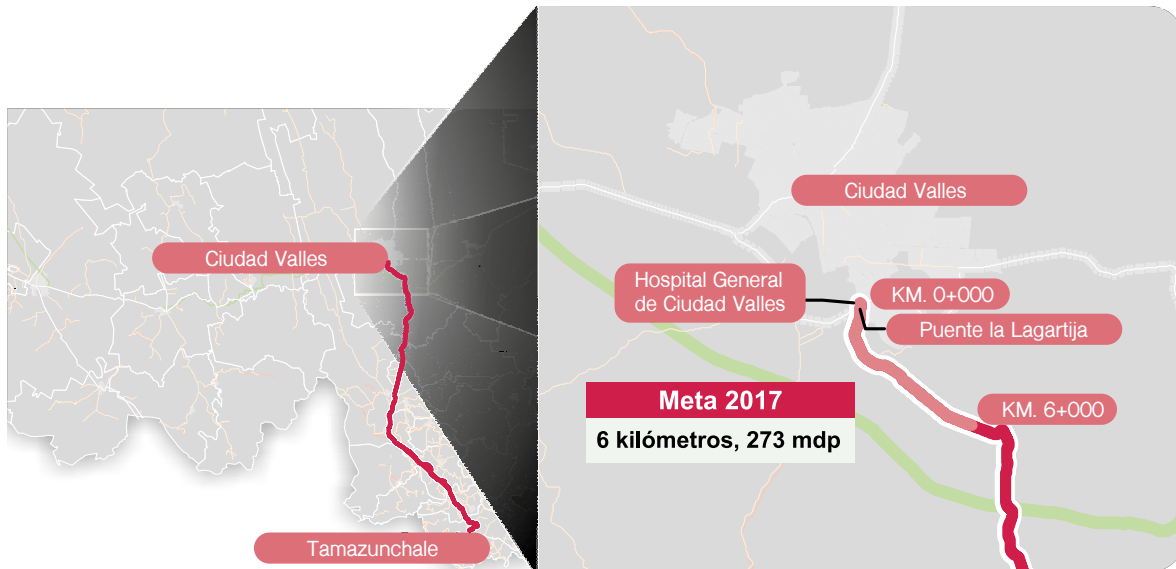 Ciudad Valles
Tamazunchale
Ciudad Valles
Hospital General
de Ciudad Valles
KM. 0+000
Puente la Lagartija
KM. 6+000
Meta 2017
6 kilómetros, 273 mdp